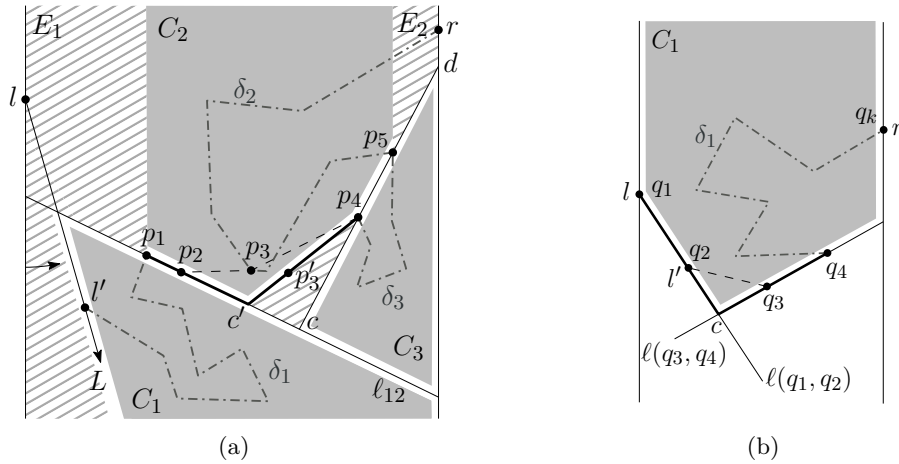 E₁ C₂ E₂ r
d
l
δ₂
p₅
p₄
p₁ p₂ p₃ p′₃
c′ c
l′
δ₃
δ₁
C₃
L
C₁
ℓ₁₂
(a)
C₁
qₖ
r
δ₁
l q₁
q₂ l′
q₄
q₃
c
ℓ(q₃, q₄)
ℓ(q₁, q₂)
(b)